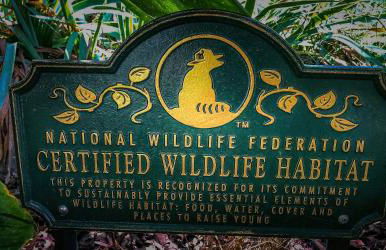 TM
NATIONAL WILDLIFE FEDERATION
CERTIFIED WILDLIFE HABITAT
THIS PROPERTY IS RECOGNIZED FOR ITS COMMITMENT
TO SUSTAINABLY PROVIDE ESSENTIAL ELEMENTS OF
WILDLIFE HABITAT: FOOD, WATER, COVER AND
PLACES TO RAISE YOUNG